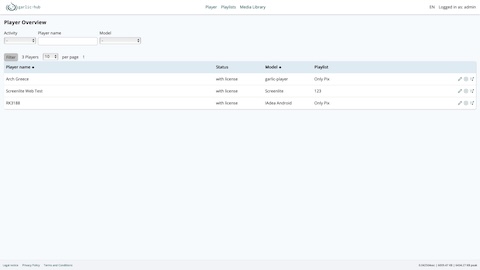 garlic-hub
Player Playlists Media Library
EN Logged in as: admin
Player Overview
Activity Player name Model
- -
Filter 3 Players 10 per page 1
Player name ▲ Status Model ▲ Playlist
Arch Greece with license garlic-player Only Pix
Screenlite Web Test with license Screenlite 123
RK3188 with license IAdea Android Only Pix
Legal notice Privacy Policy Terms and Conditions